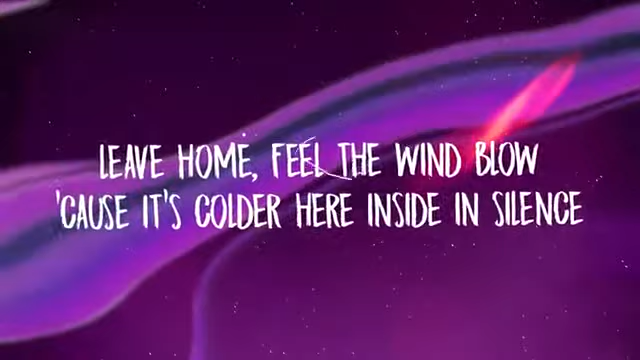 LEAVE HOME, FEEL THE WIND BLOW
'CAUSE IT'S COLDER HERE INSIDE IN SILENCE